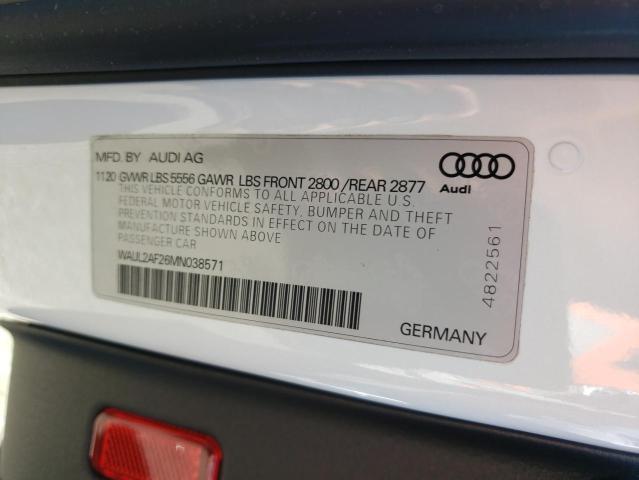 MFD. BY AUDI AG
1120 GVWR LBS 5556 GAWR LBS FRONT 2800 /REAR 2877
THIS VEHICLE CONFORMS TO ALL APPLICABLE U.S.
FEDERAL MOTOR VEHICLE SAFETY, BUMPER AND THEFT
PREVENTION STANDARDS IN EFFECT ON THE DATE OF
MANUFACTURE SHOWN ABOVE
PASSENGER CAR
WAUL2AF26MN038571
Audi
4822561
GERMANY